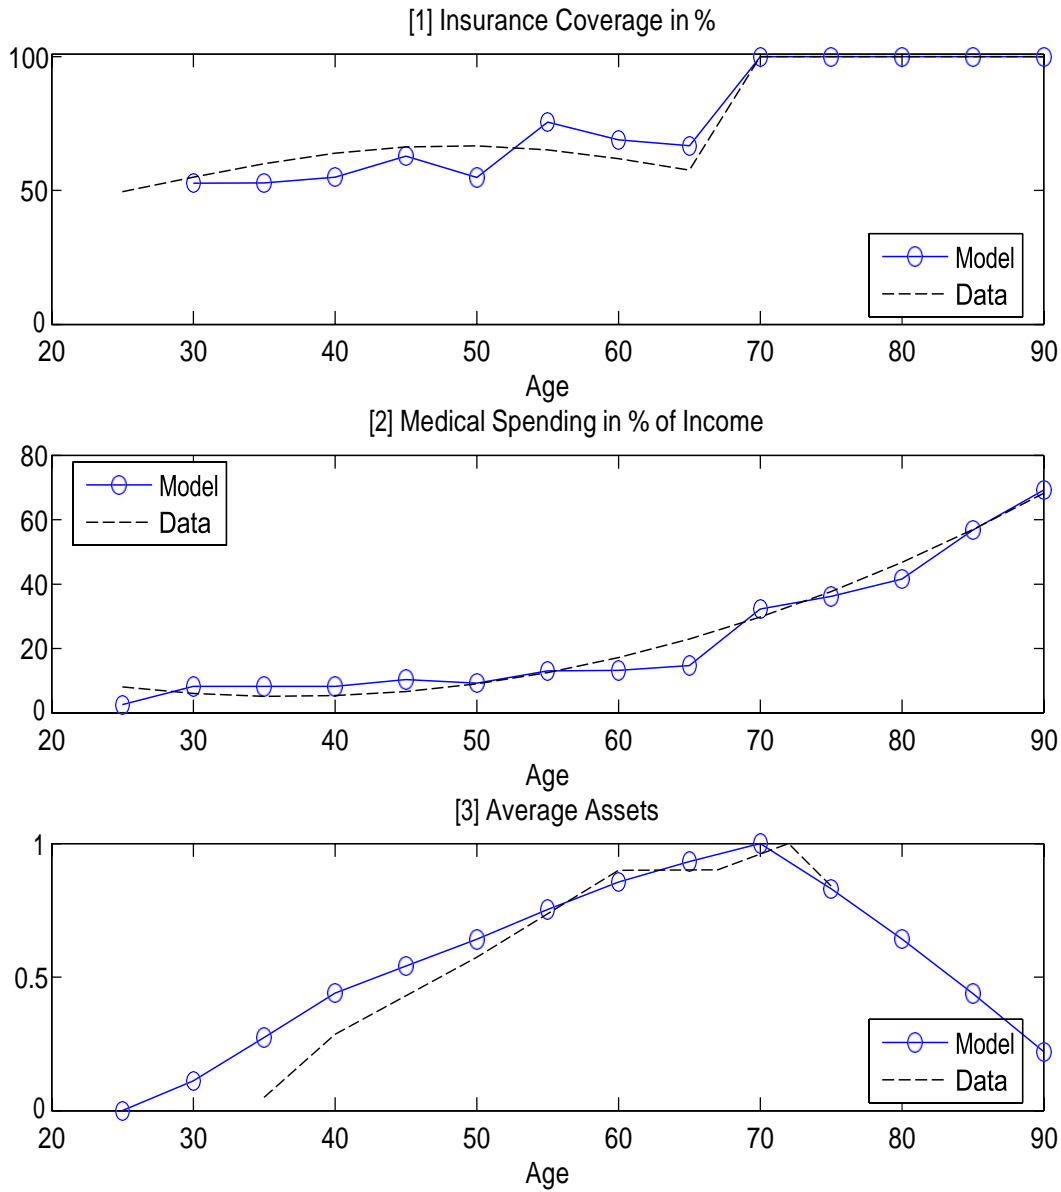 [1] Insurance Coverage in %
100
50
0
Model
Data
20 30 40 50 60 70 80 90
Age
[2] Medical Spending in % of Income
80
60
40
20
0
Model
Data
20 30 40 50 60 70 80 90
Age
[3] Average Assets
1
0.5
0
Model
Data
20 30 40 50 60 70 80 90
Age